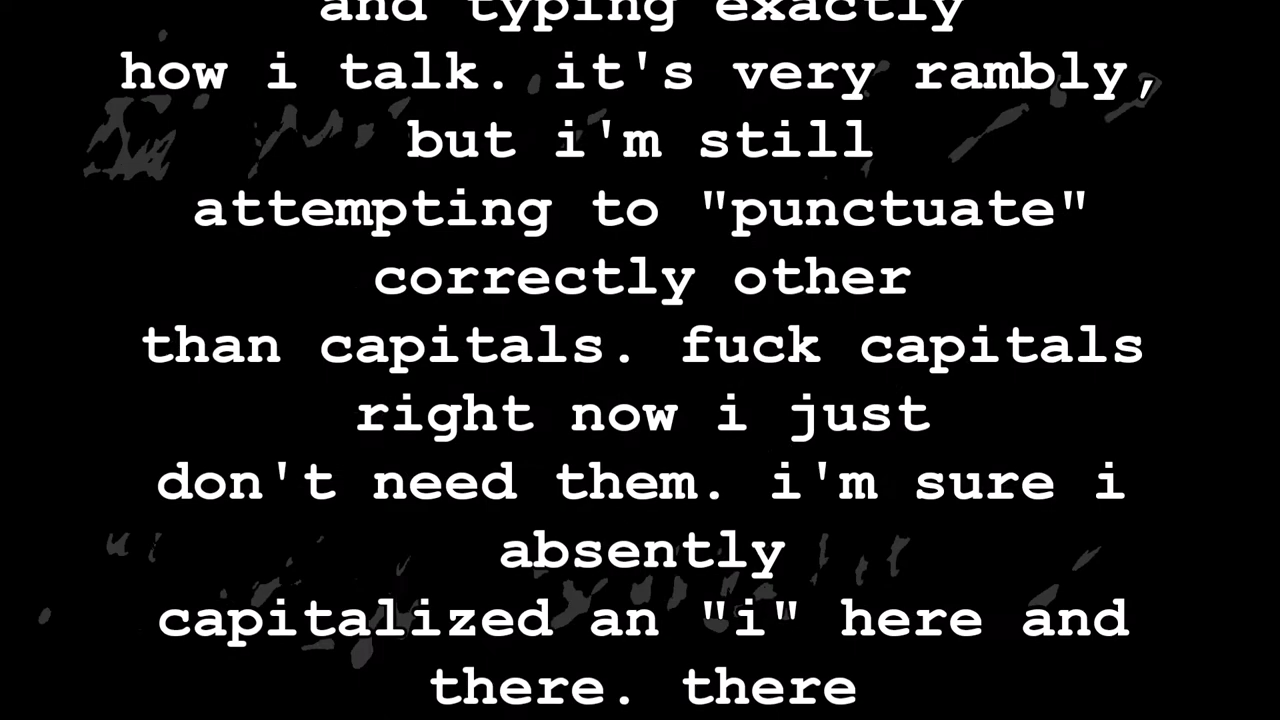 and typing exactly
how i talk. it's very rambly,
but i'm still
attempting to "punctuate"
correctly other
than capitals. fuck capitals
right now i just
don't need them. i'm sure i
absently
capitalized an "i" here and
there. there